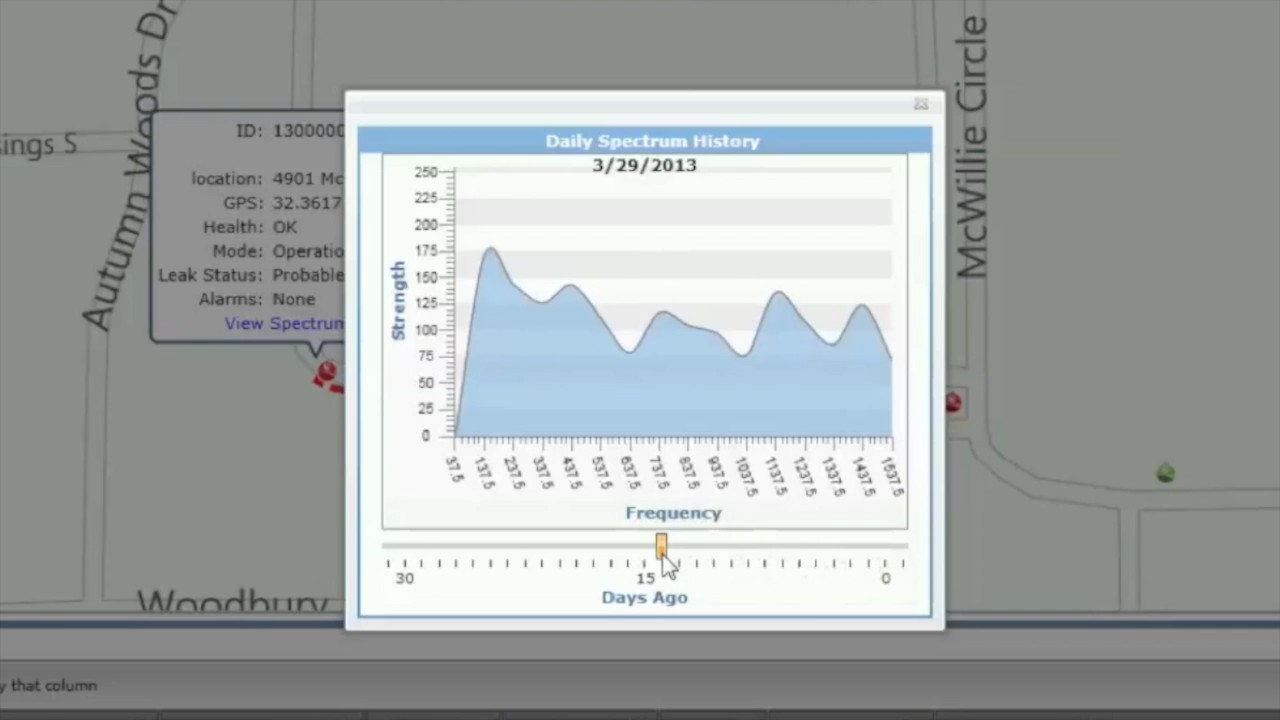 Autumn Woods Dr
ings S
McWillie Circle
Woodbury
ID: 1300000
location: 4901 Mc
GPS: 32.3617
Health: OK
Mode: Operatio
Leak Status: Probable
Alarms: None
View Spectrum
Daily Spectrum History
3/29/2013
Strength
250
225
200
175
150
125
100
75
50
25
0
37.5 137.5 237.5 337.5 437.5 537.5 637.5 737.5 837.5 937.5 1037.5 1137.5 1237.5 1337.5 1437.5 1537.5
Frequency
30 15 0
Days Ago
y that column